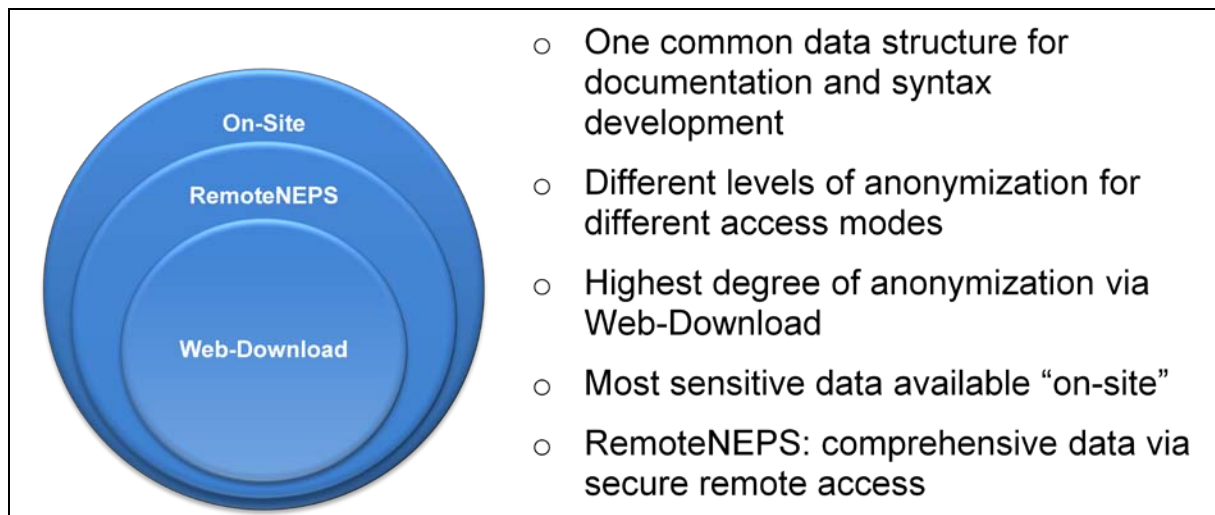 On-Site
RemoteNEPS
Web-Download
o One common data structure for
documentation and syntax
development
o Different levels of anonymization for
different access modes
o Highest degree of anonymization via
Web-Download
o Most sensitive data available “on-site”
o RemoteNEPS: comprehensive data via
secure remote access